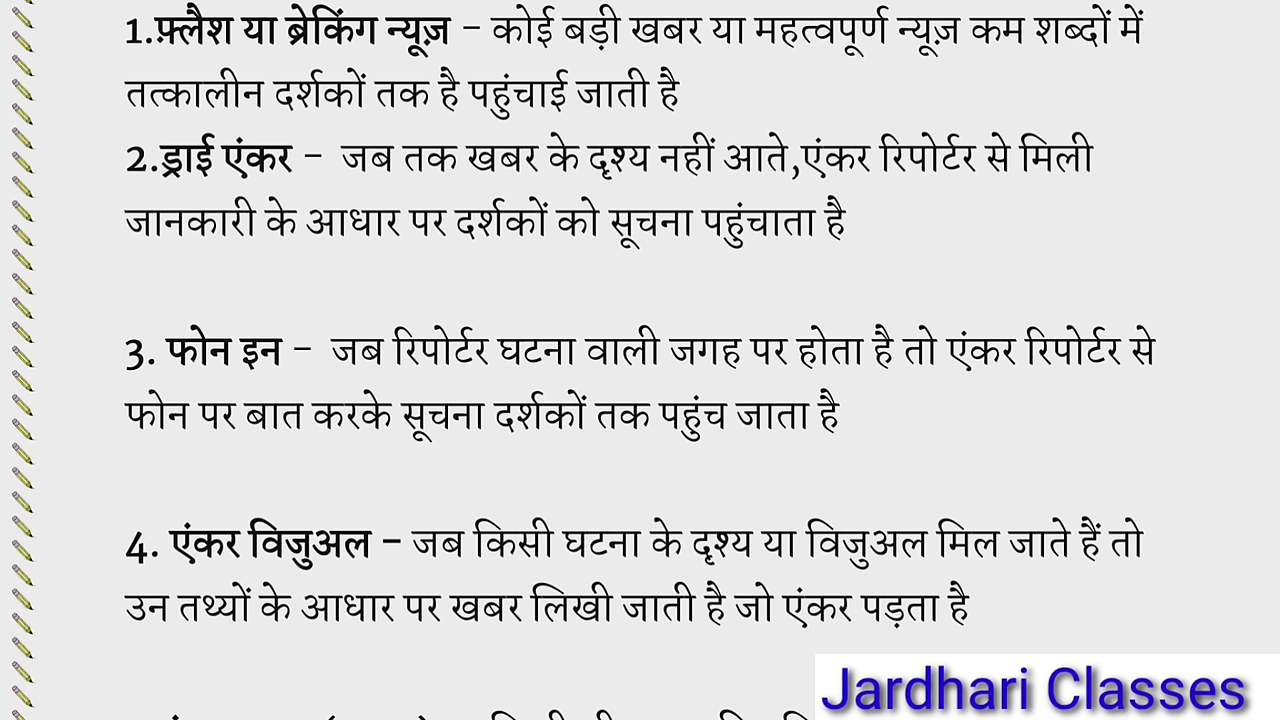 1.फ़्लैश या ब्रेकिंग न्यूज़ – कोई बड़ी खबर या महत्वपूर्ण न्यूज़ कम शब्दों में
तत्कालीन दर्शकों तक है पहुंचाई जाती है
2.ड्राई एंकर – जब तक खबर के दृश्य नहीं आते,एंकर रिपोर्टर से मिली
जानकारी के आधार पर दर्शकों को सूचना पहुंचाता है
3. फोन इन – जब रिपोर्टर घटना वाली जगह पर होता है तो एंकर रिपोर्टर से
फोन पर बात करके सूचना दर्शकों तक पहुंच जाता है
4. एंकर विजुअल – जब किसी घटना के दृश्य या विजुअल मिल जाते हैं तो
उन तथ्यों के आधार पर खबर लिखी जाती है जो एंकर पड़ता है
Jardhari Classes